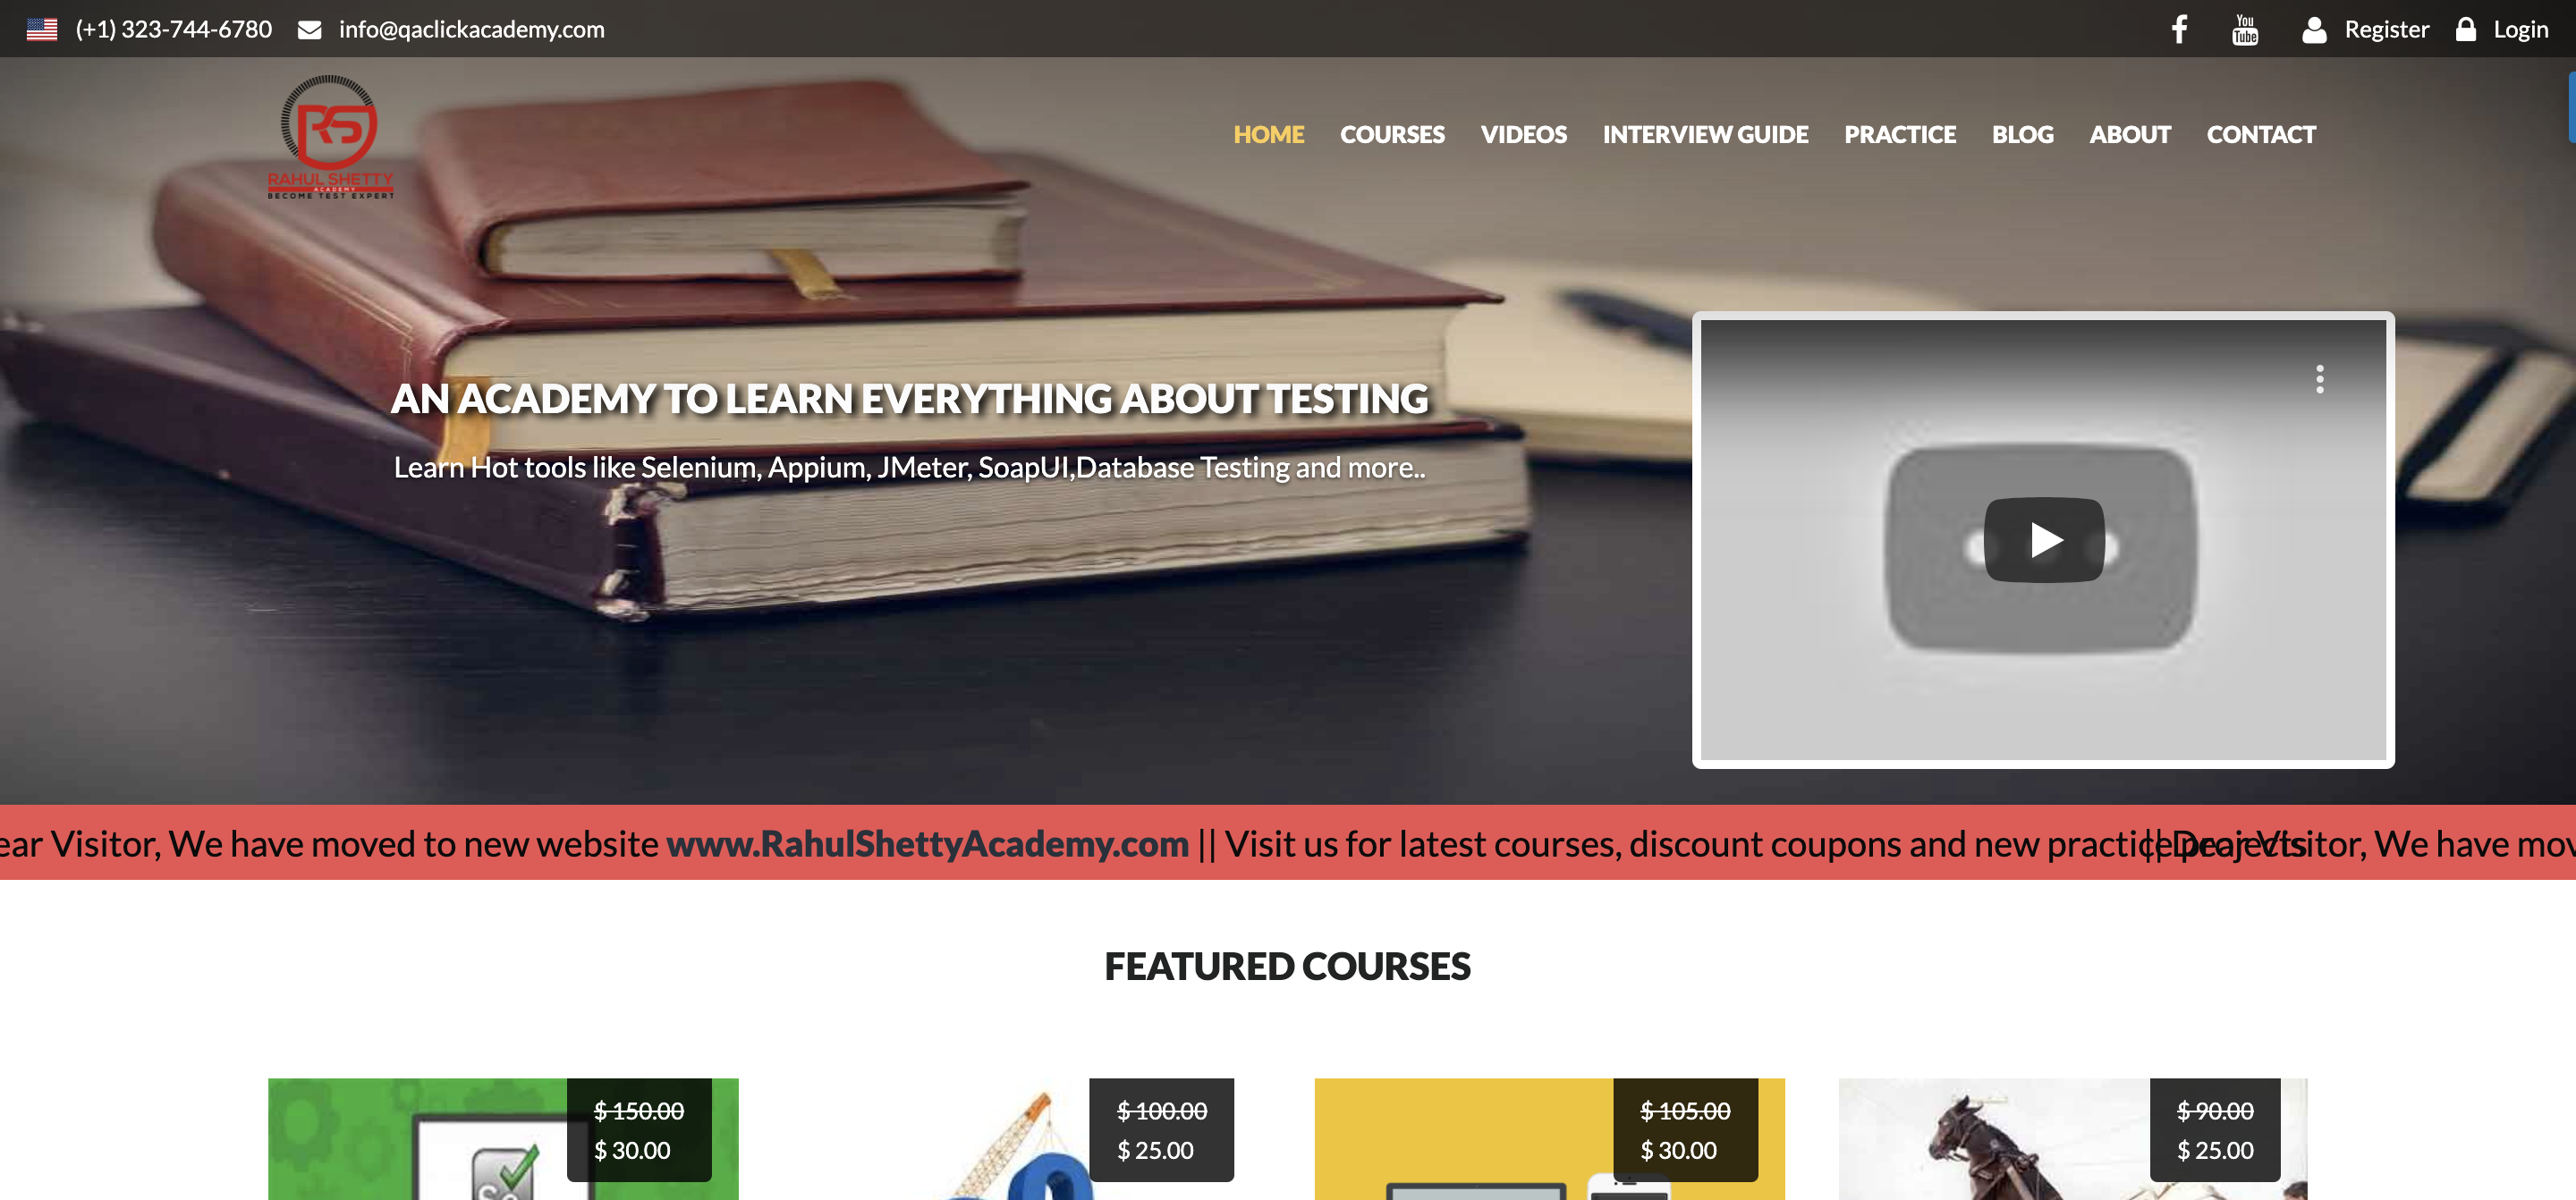 (+1) 323-744-6780 info@qaclickacademy.com
You Tube Register Login
RS
RAHUL SHETTY
ACADEMY
BECOME TEST EXPERT
HOME COURSES VIDEOS INTERVIEW GUIDE PRACTICE BLOG ABOUT CONTACT
AN ACADEMY TO LEARN EVERYTHING ABOUT TESTING
Learn Hot tools like Selenium, Appium, JMeter, SoapUI,Database Testing and more..
ear Visitor, We have moved to new website www.RahulShettyAcademy.com || Visit us for latest courses, discount coupons and new practice projects || Dear Visitor, We have mov
FEATURED COURSES
$ 150.00 $ 100.00 $ 105.00 $ 90.00
$ 30.00 $ 25.00 $ 30.00 $ 25.00
Se